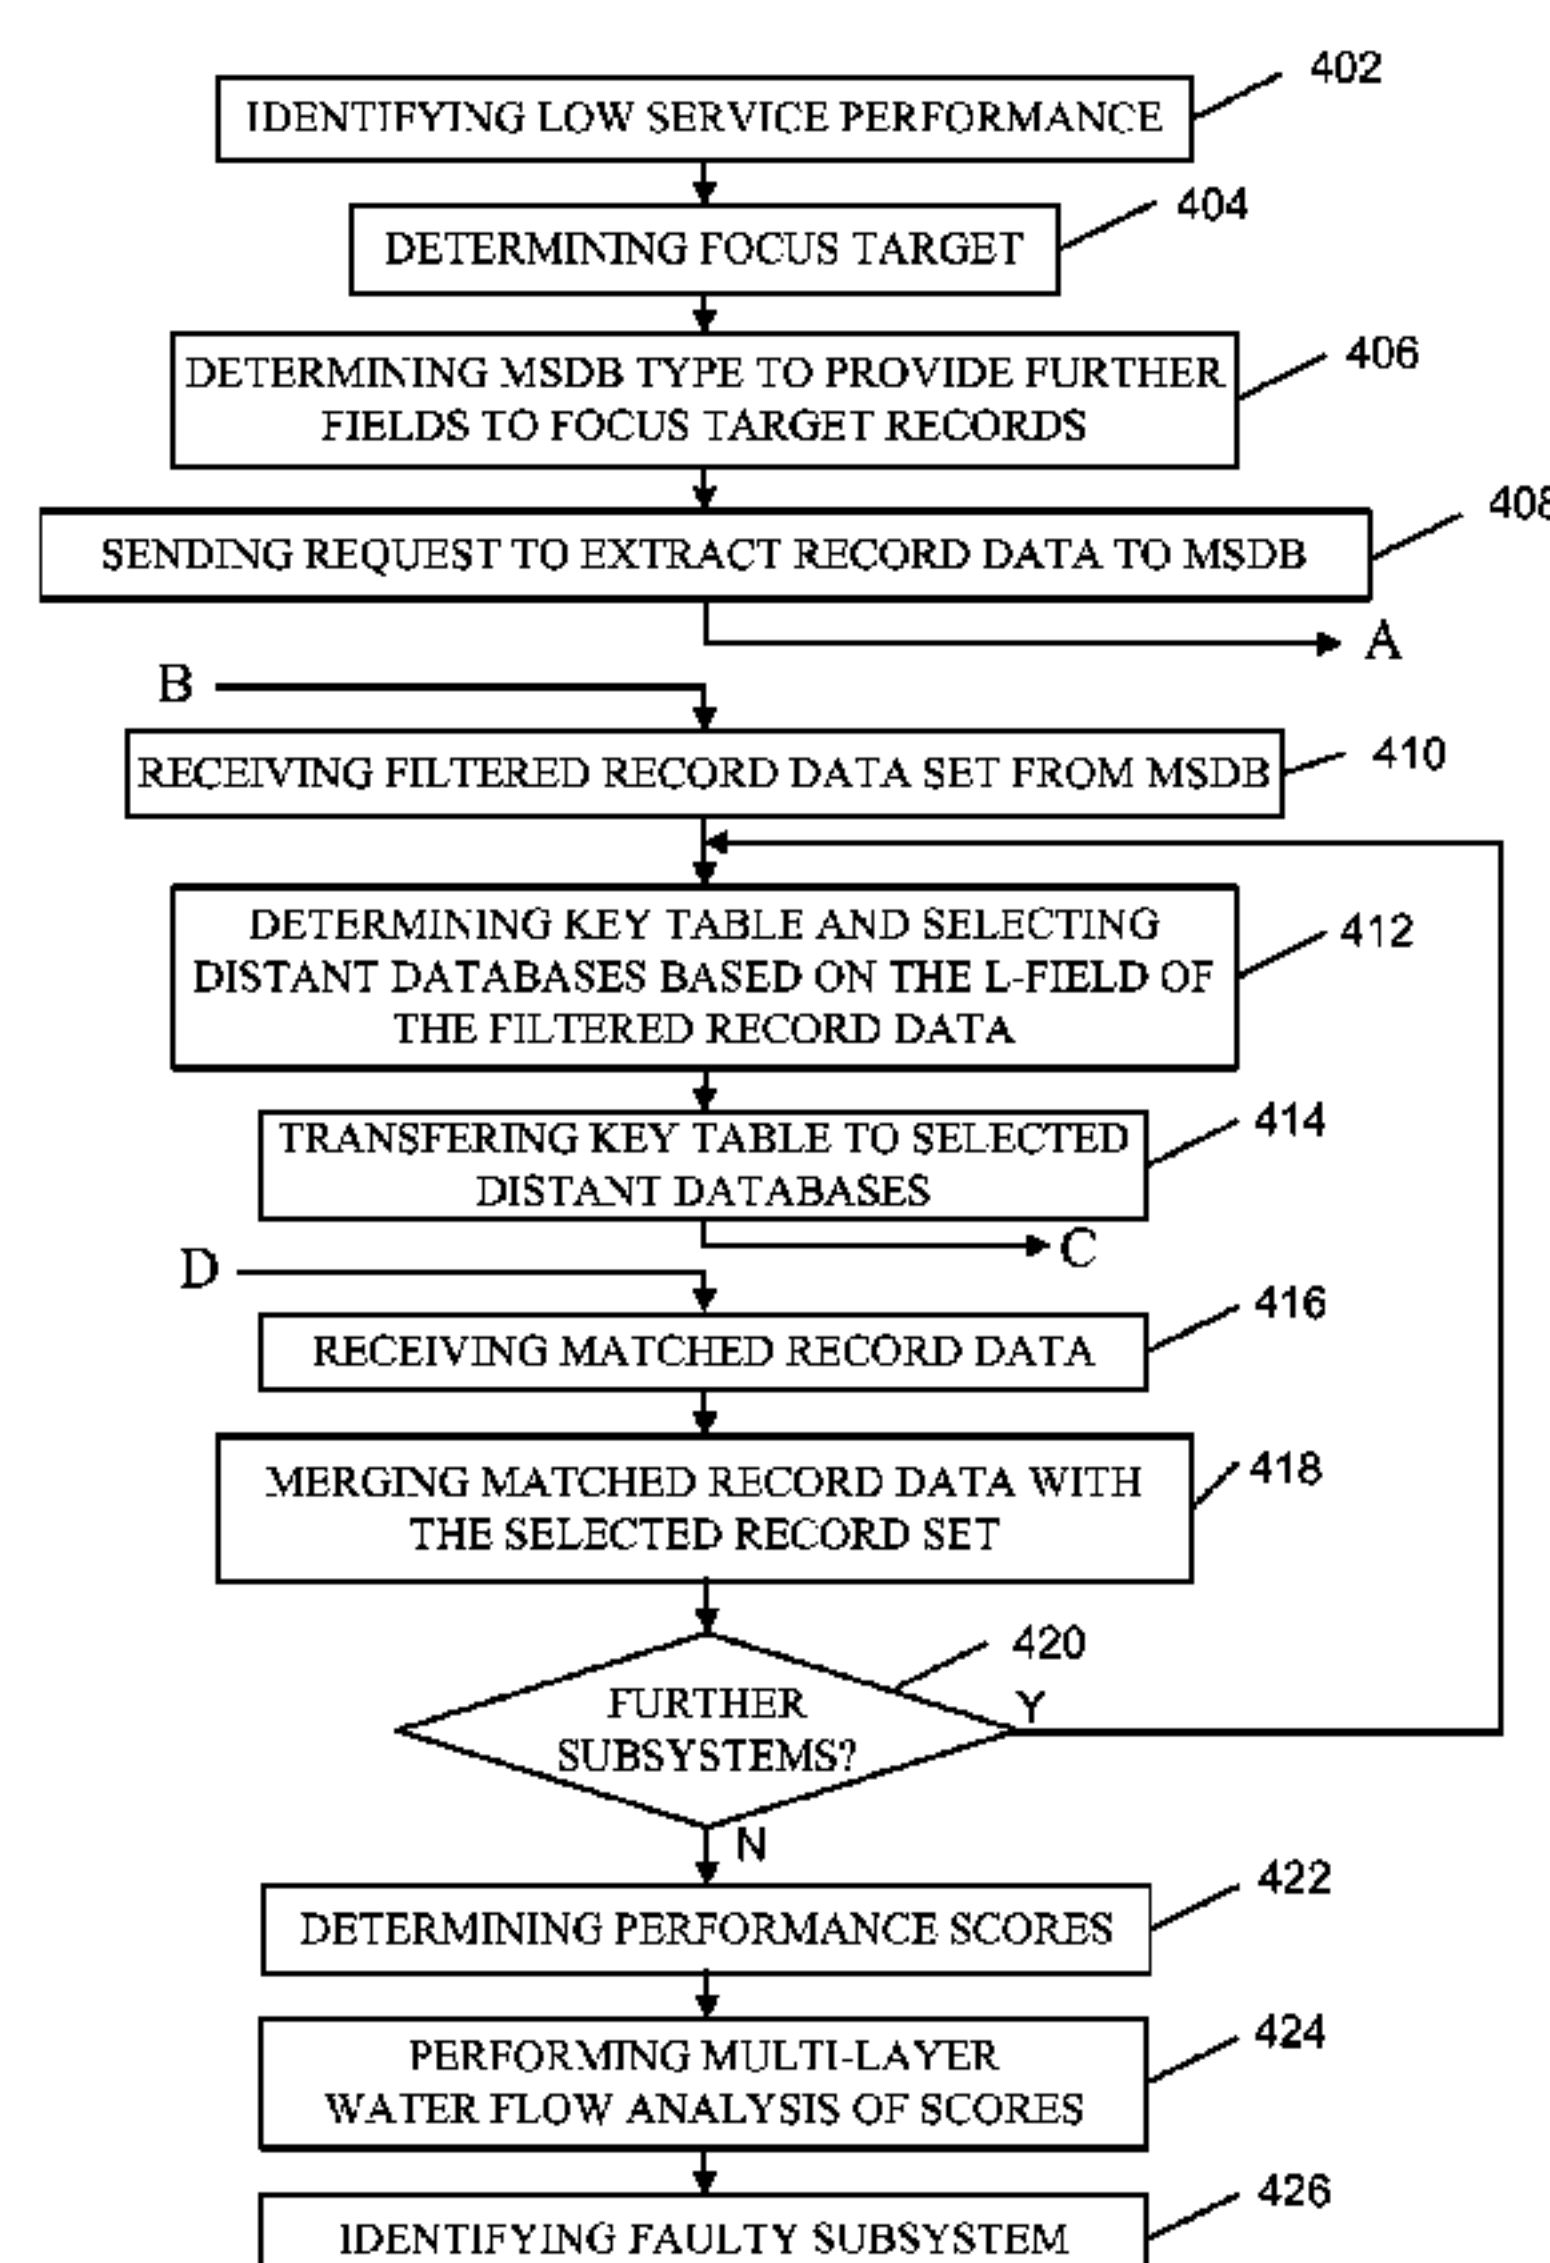 402
IDENTIFYING LOW SERVICE PERFORMANCE
404
DETERMINING FOCUS TARGET
406
DETERMINING MSDB TYPE TO PROVIDE FURTHER
FIELDS TO FOCUS TARGET RECORDS
408
SENDING REQUEST TO EXTRACT RECORD DATA TO MSDB
A
B
410
RECEIVING FILTERED RECORD DATA SET FROM MSDB
412
DETERMINING KEY TABLE AND SELECTING
DISTANT DATABASES BASED ON THE L-FIELD OF
THE FILTERED RECORD DATA
414
TRANSFERING KEY TABLE TO SELECTED
DISTANT DATABASES
C
D
416
RECEIVING MATCHED RECORD DATA
418
MERGING MATCHED RECORD DATA WITH
THE SELECTED RECORD SET
420
FURTHER
SUBSYSTEMS?
Y
N
422
DETERMINING PERFORMANCE SCORES
424
PERFORMING MULTI-LAYER
WATER FLOW ANALYSIS OF SCORES
426
IDENTIFYING FAULTY SUBSYSTEM